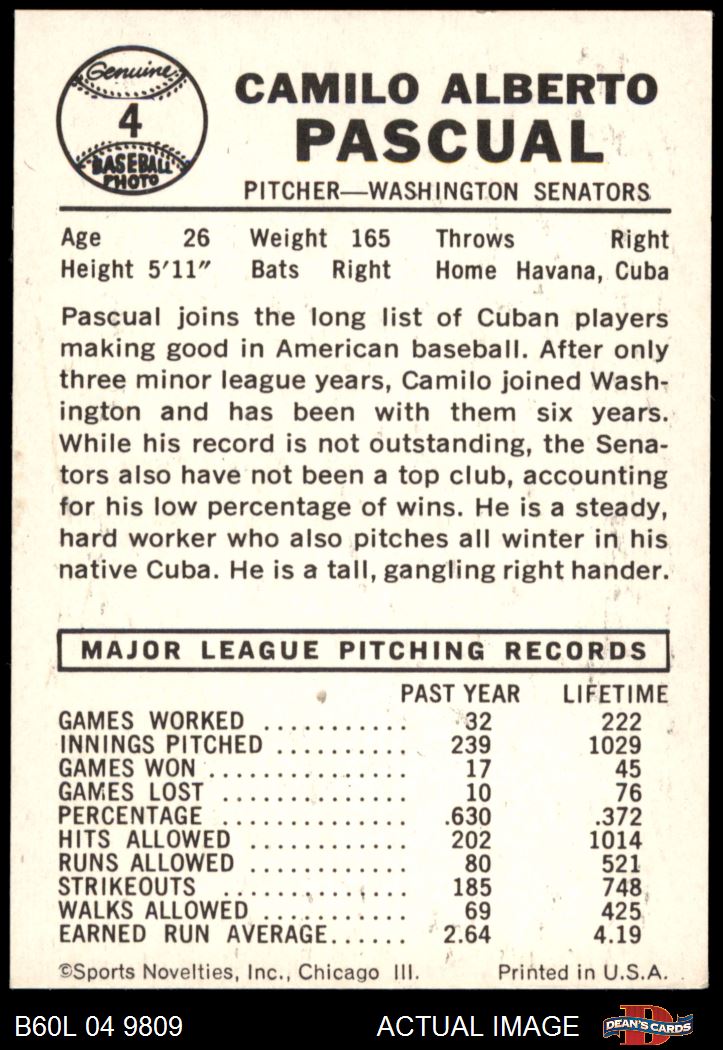 Genuine
4
BASEBALL
PHOTO
CAMILO ALBERTO
PASCUAL
PITCHER—WASHINGTON SENATORS
Age 26 Weight 165 Throws Right
Height 5'11" Bats Right Home Havana, Cuba
Pascual joins the long list of Cuban players
making good in American baseball. After only
three minor league years, Camilo joined Wash-
ington and has been with them six years.
While his record is not outstanding, the Sena-
tors also have not been a top club, accounting
for his low percentage of wins. He is a steady,
hard worker who also pitches all winter in his
native Cuba. He is a tall, gangling right hander.
MAJOR LEAGUE PITCHING RECORDS
PAST YEAR LIFETIME
GAMES WORKED ........... 32 222
INNINGS PITCHED .......... 239 1029
GAMES WON ............... 17 45
GAMES LOST .............. 10 76
PERCENTAGE .............. .630 .372
HITS ALLOWED ............ 202 1014
RUNS ALLOWED ............ 80 521
STRIKEOUTS .............. 185 748
WALKS ALLOWED ........... 69 425
EARNED RUN AVERAGE...... 2.64 4.19
©Sports Novelties, Inc., Chicago Ill. Printed in U.S.A.
B60L 04 9809 ACTUAL IMAGE D DEAN'S CARDS